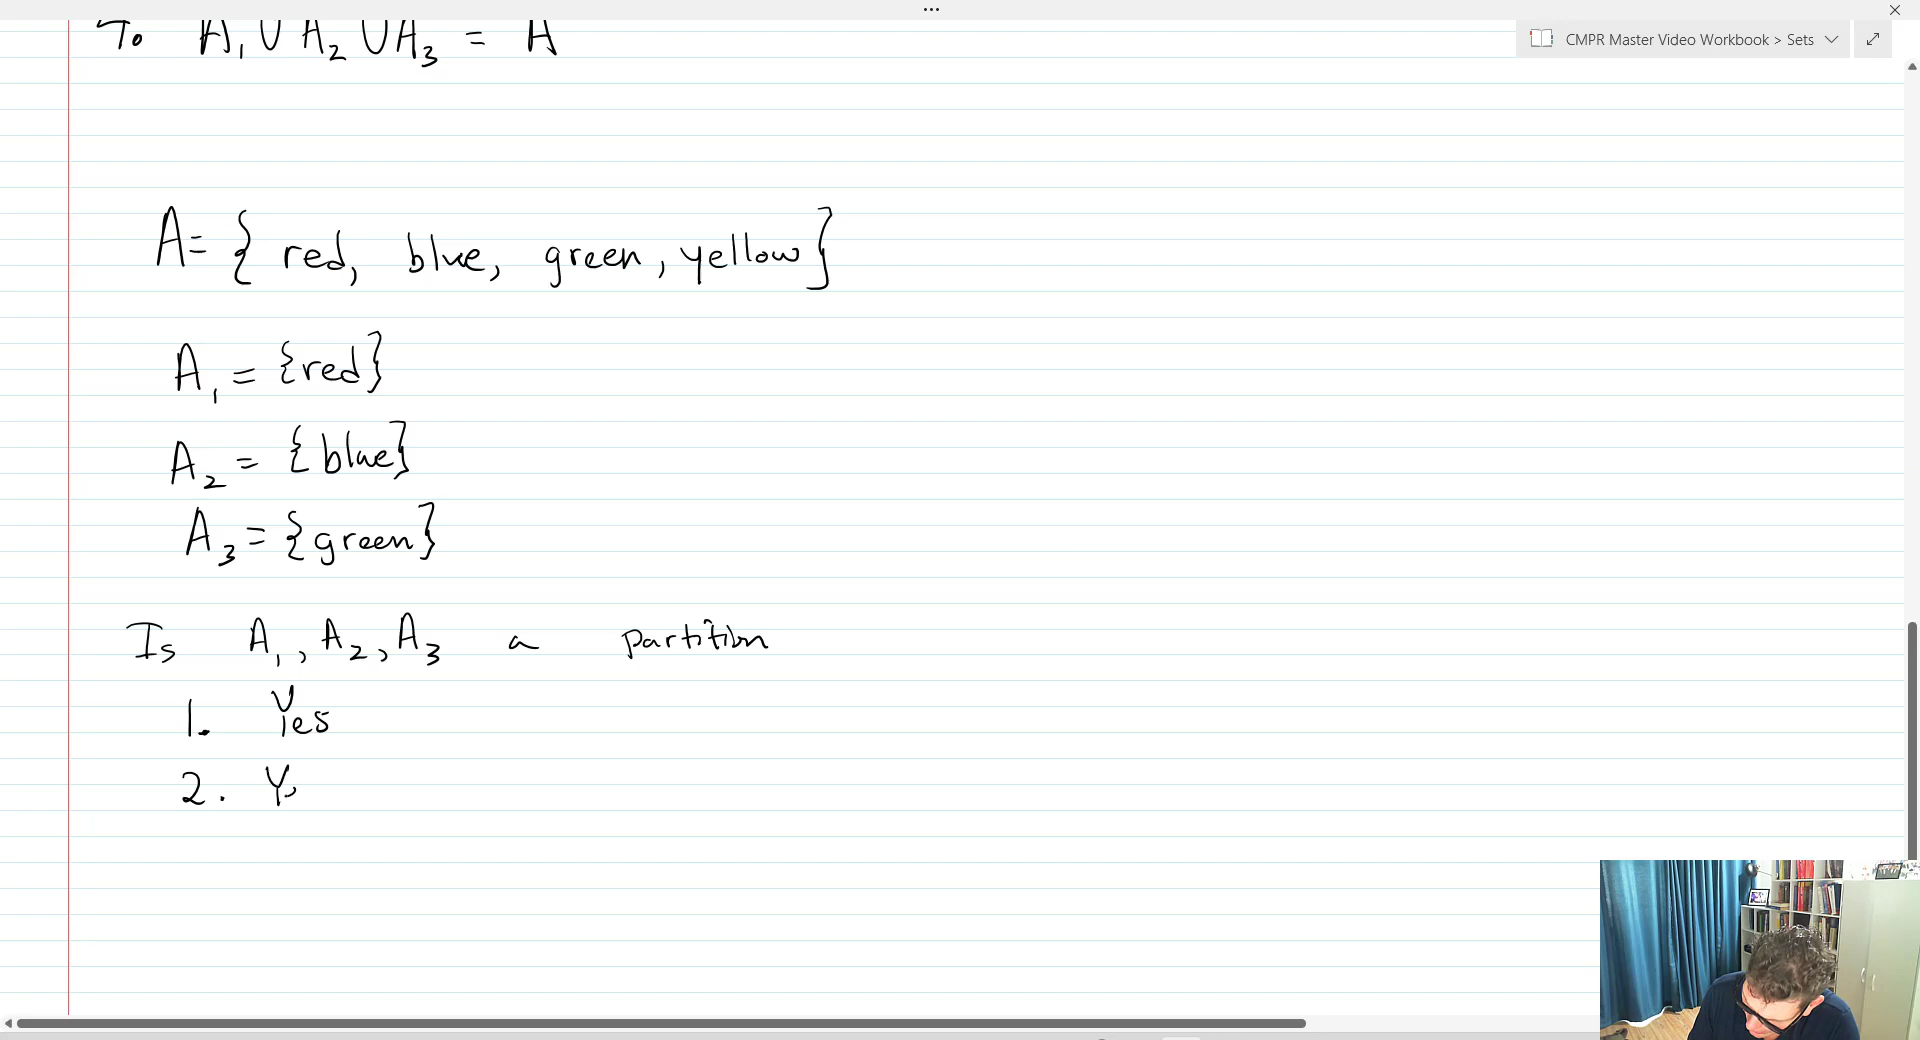 CMPR Master Video Workbook > Sets
To A₁ ∪ A₂ ∪ A₃ = A
A = { red, blue, green, yellow }
A₁ = {red}
A₂ = {blue}
A₃ = {green}
Is A₁, A₂, A₃ a partition
1. Yes
2. Y